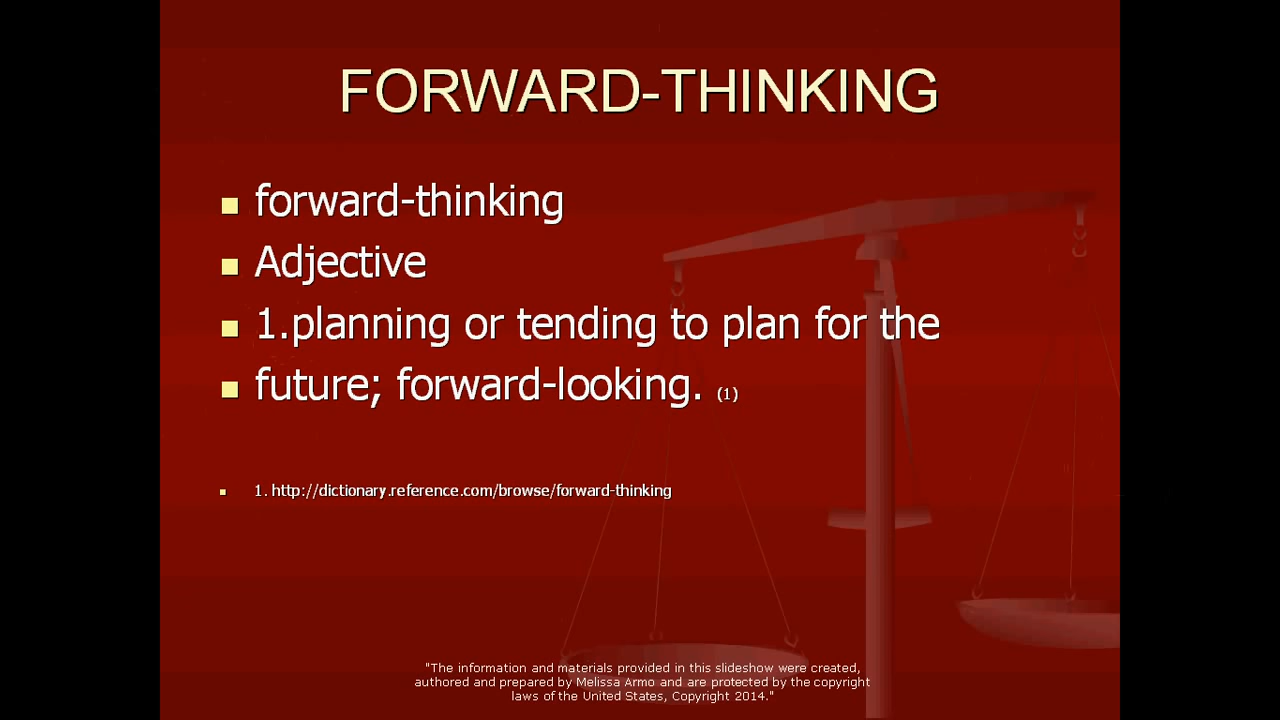 FORWARD-THINKING
forward-thinking
Adjective
1.planning or tending to plan for the
future; forward-looking. (1)
1. http://dictionary.reference.com/browse/forward-thinking
"The information and materials provided in this slideshow were created,
authored and prepared by Melissa Armo and are protected by the copyright
laws of the United States, Copyright 2014."